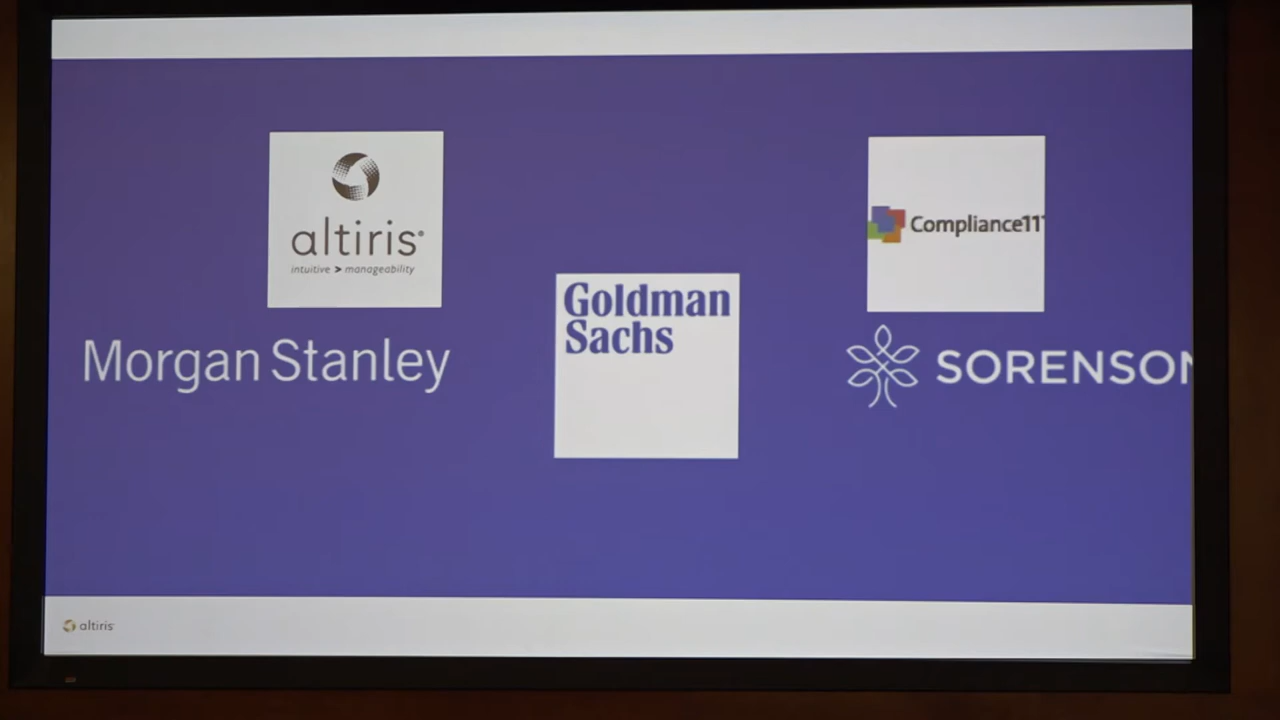 altiris®
intuitive > manageability
Compliance11
Goldman
Sachs
Morgan Stanley
SORENSON
altiris